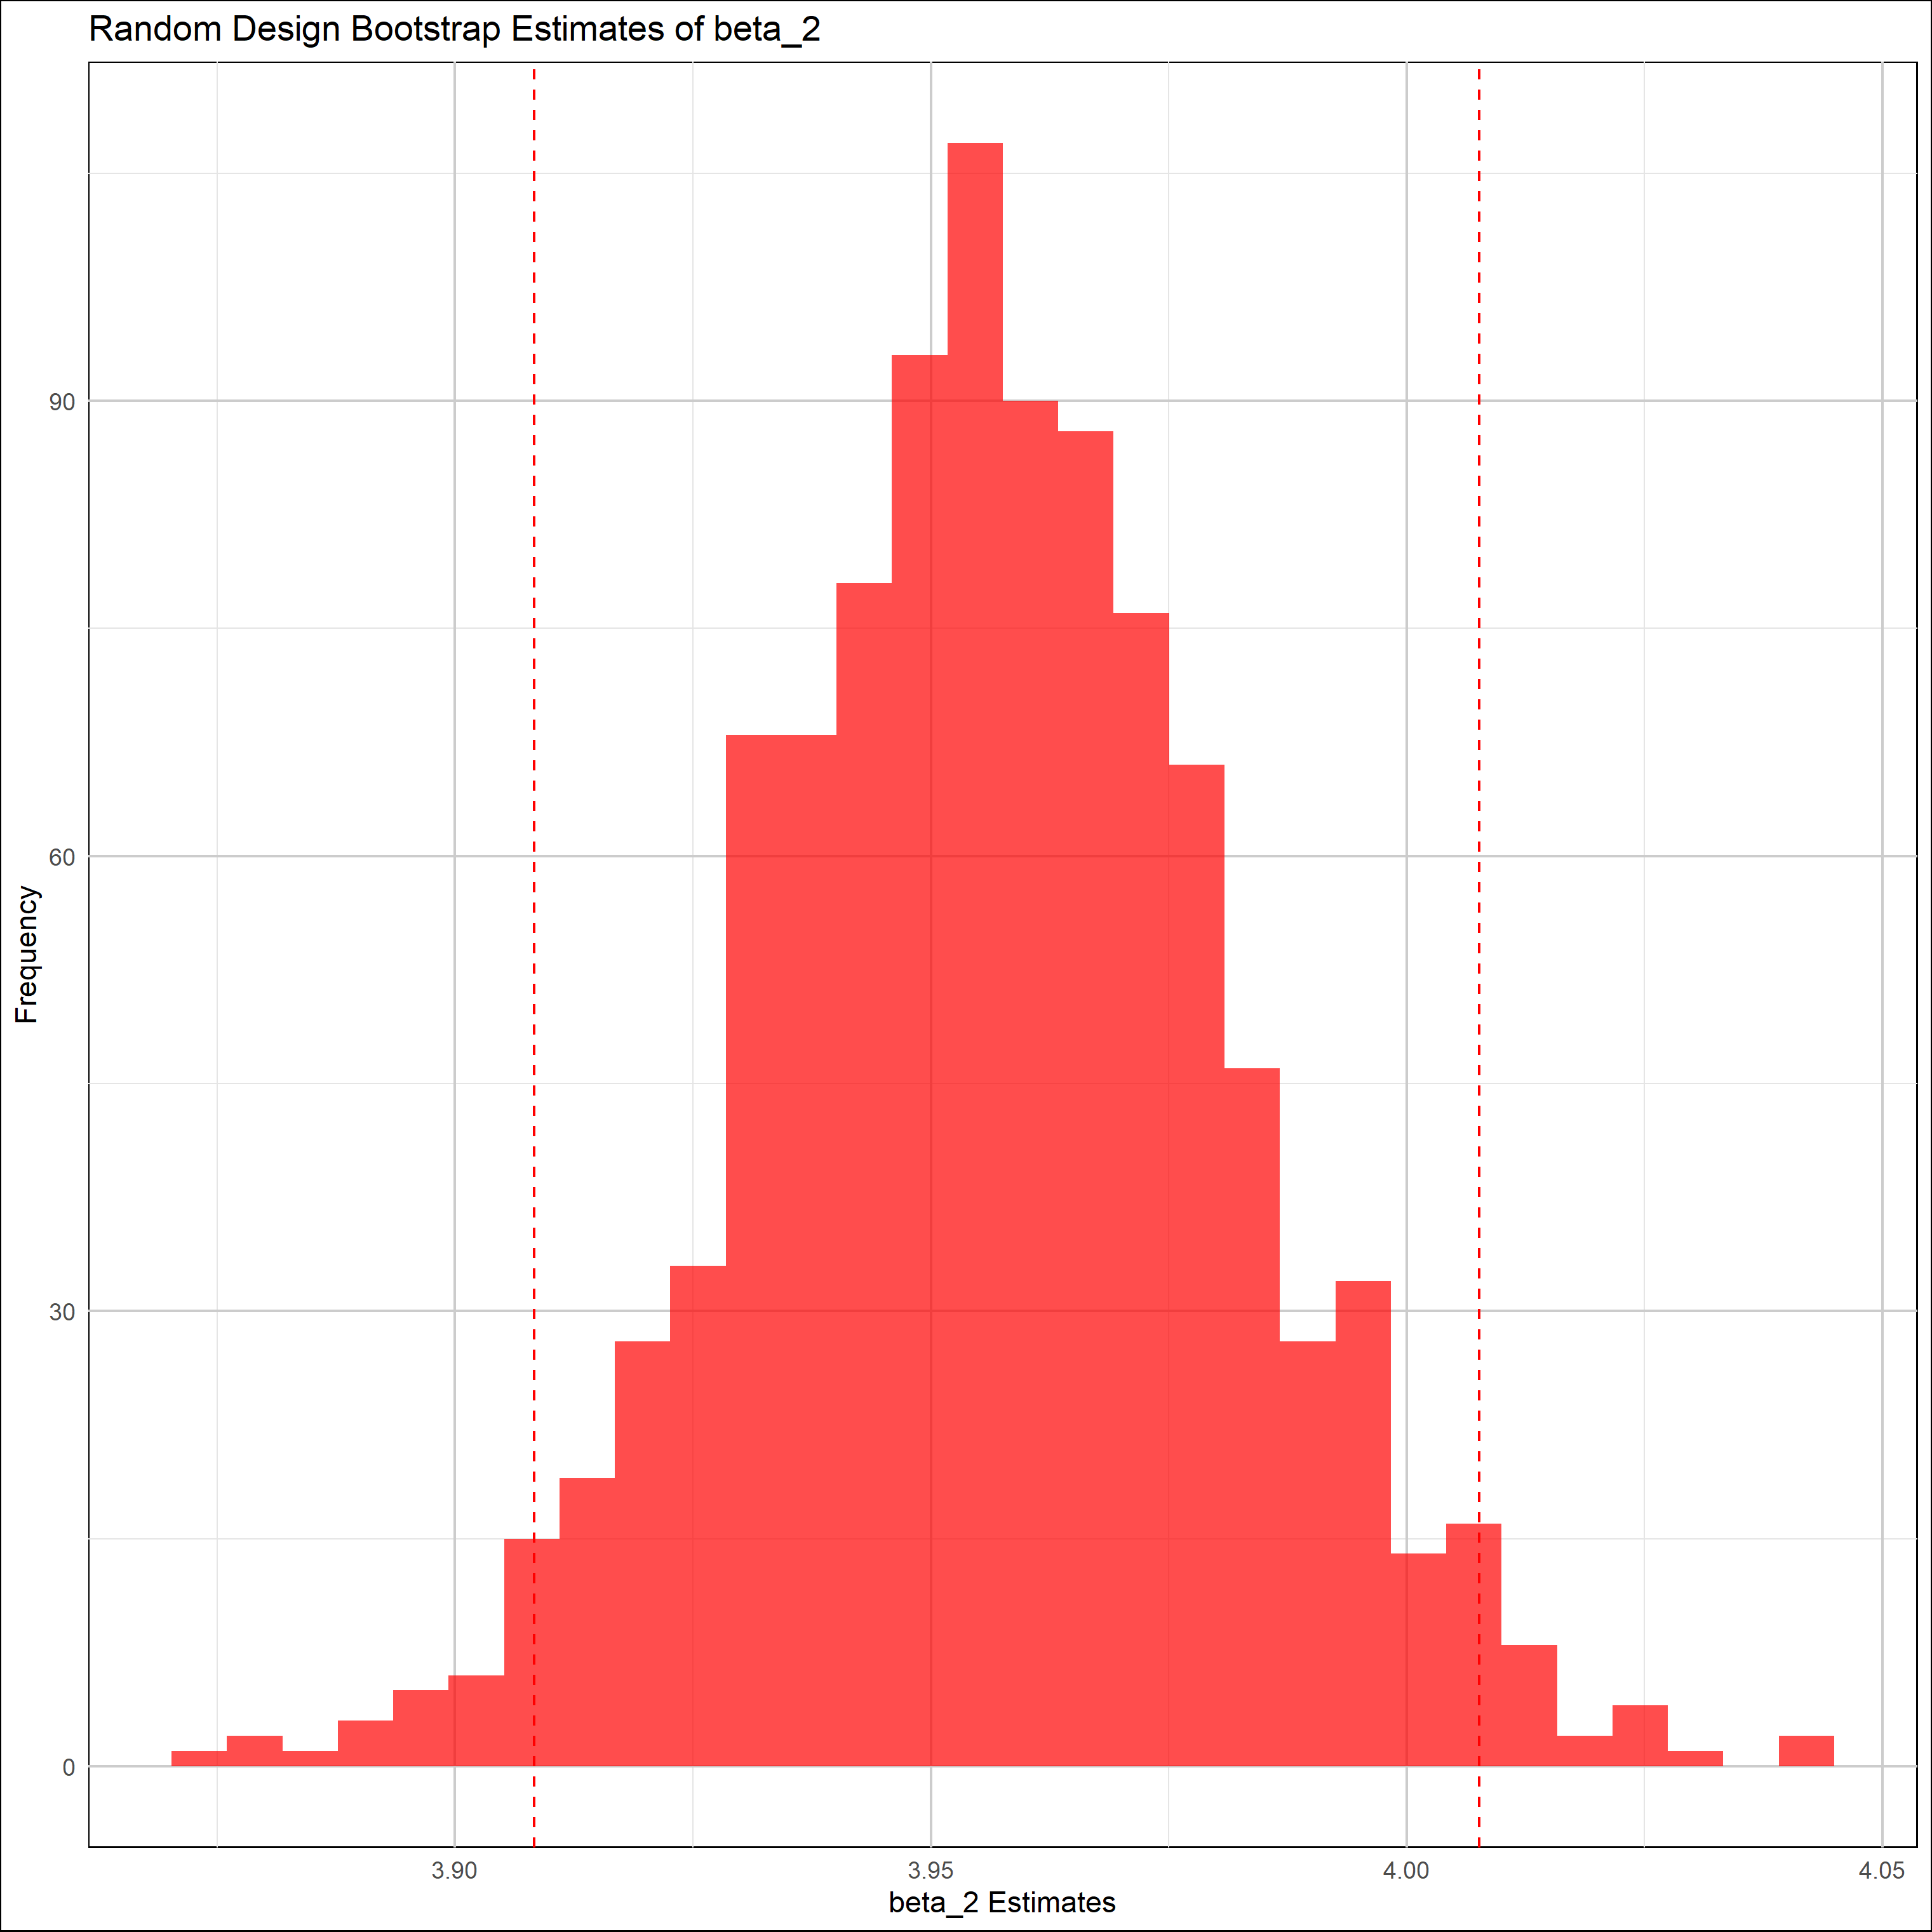 Random Design Bootstrap Estimates of beta_2
Frequency
90
60
30
0
3.90 3.95 4.00 4.05
beta_2 Estimates